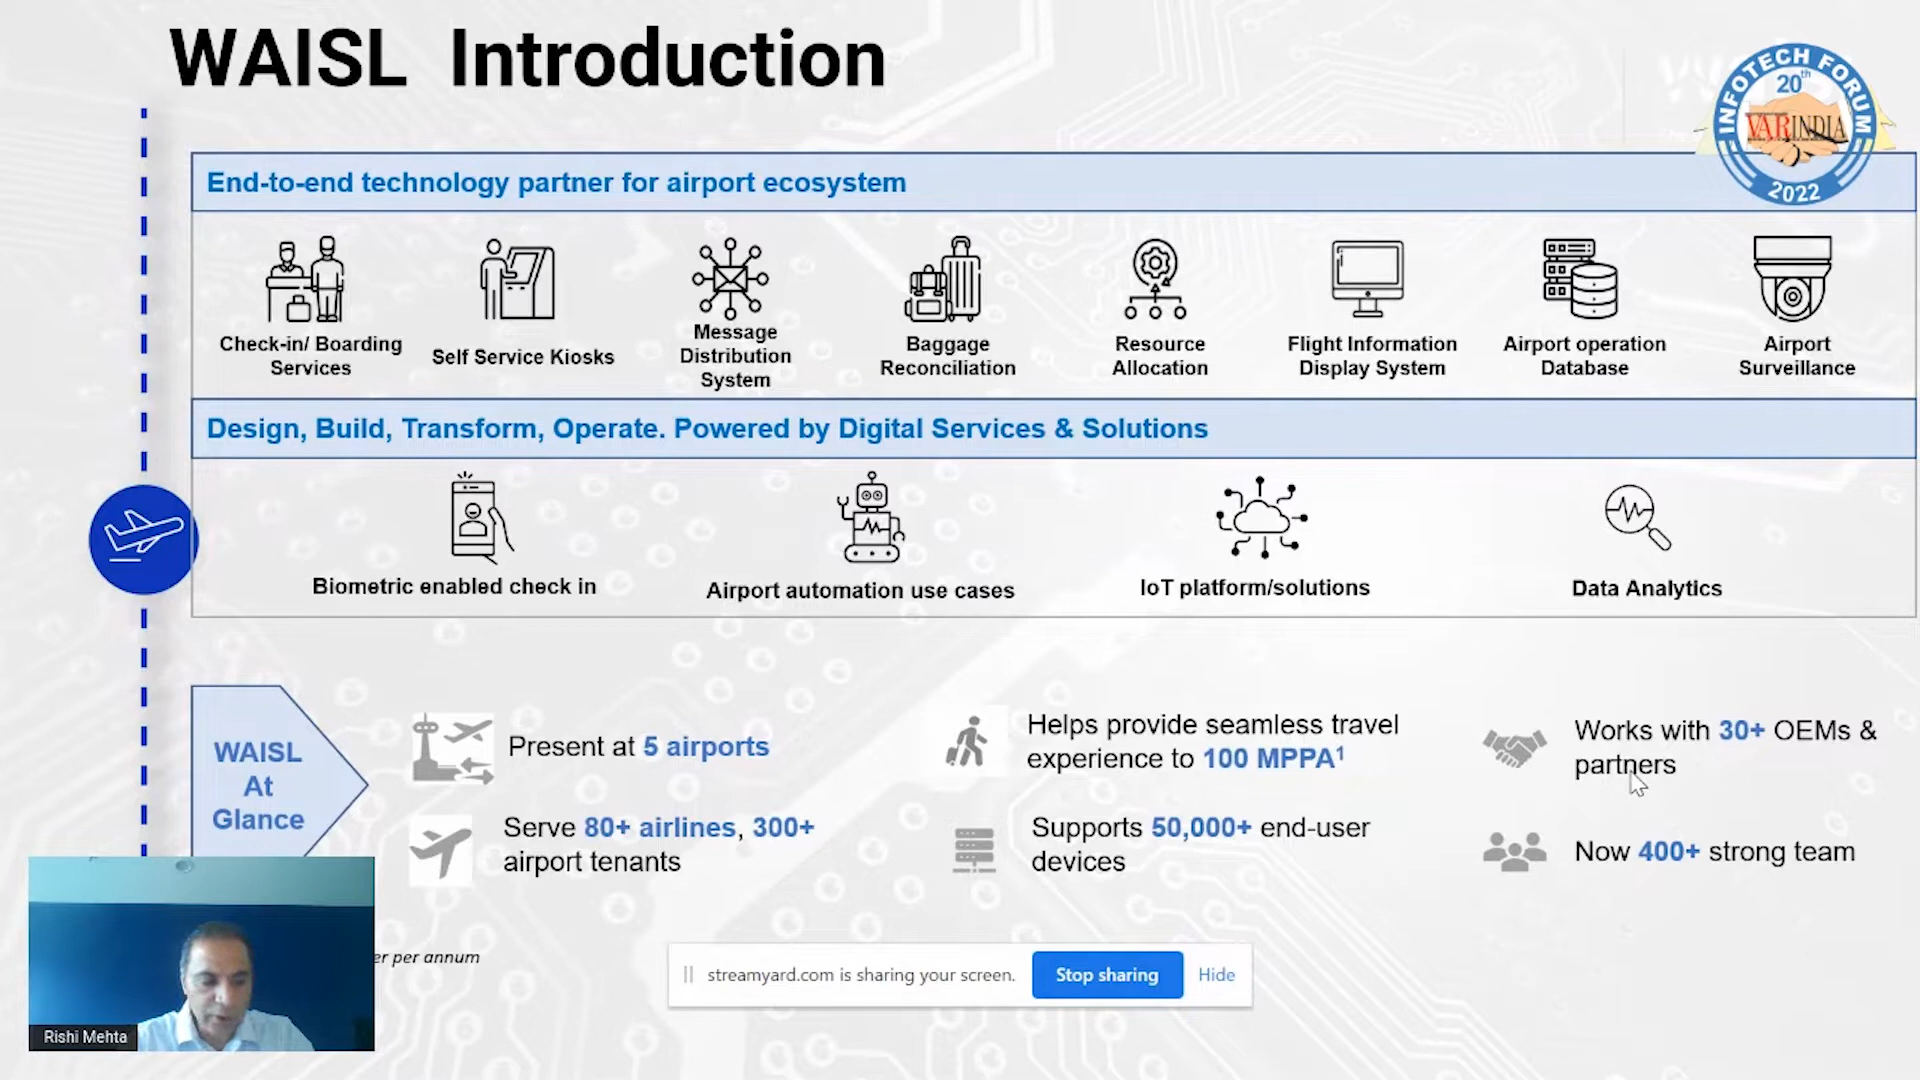 WAISL Introduction
INFOTECH FORUM
20th
VARINDIA
2022
End-to-end technology partner for airport ecosystem
Check-in/ Boarding
Services
Self Service Kiosks
Message
Distribution
System
Baggage
Reconciliation
Resource
Allocation
Flight Information
Display System
Airport operation
Database
Airport
Surveillance
Design, Build, Transform, Operate. Powered by Digital Services & Solutions
Biometric enabled check in
Airport automation use cases
IoT platform/solutions
Data Analytics
WAISL
At
Glance
Present at 5 airports
Serve 80+ airlines, 300+
airport tenants
Helps provide seamless travel
experience to 100 MPPA¹
Supports 50,000+ end-user
devices
Works with 30+ OEMs &
partners
Now 400+ strong team
per annum
streamyard.com is sharing your screen.
Stop sharing
Hide
Rishi Mehta